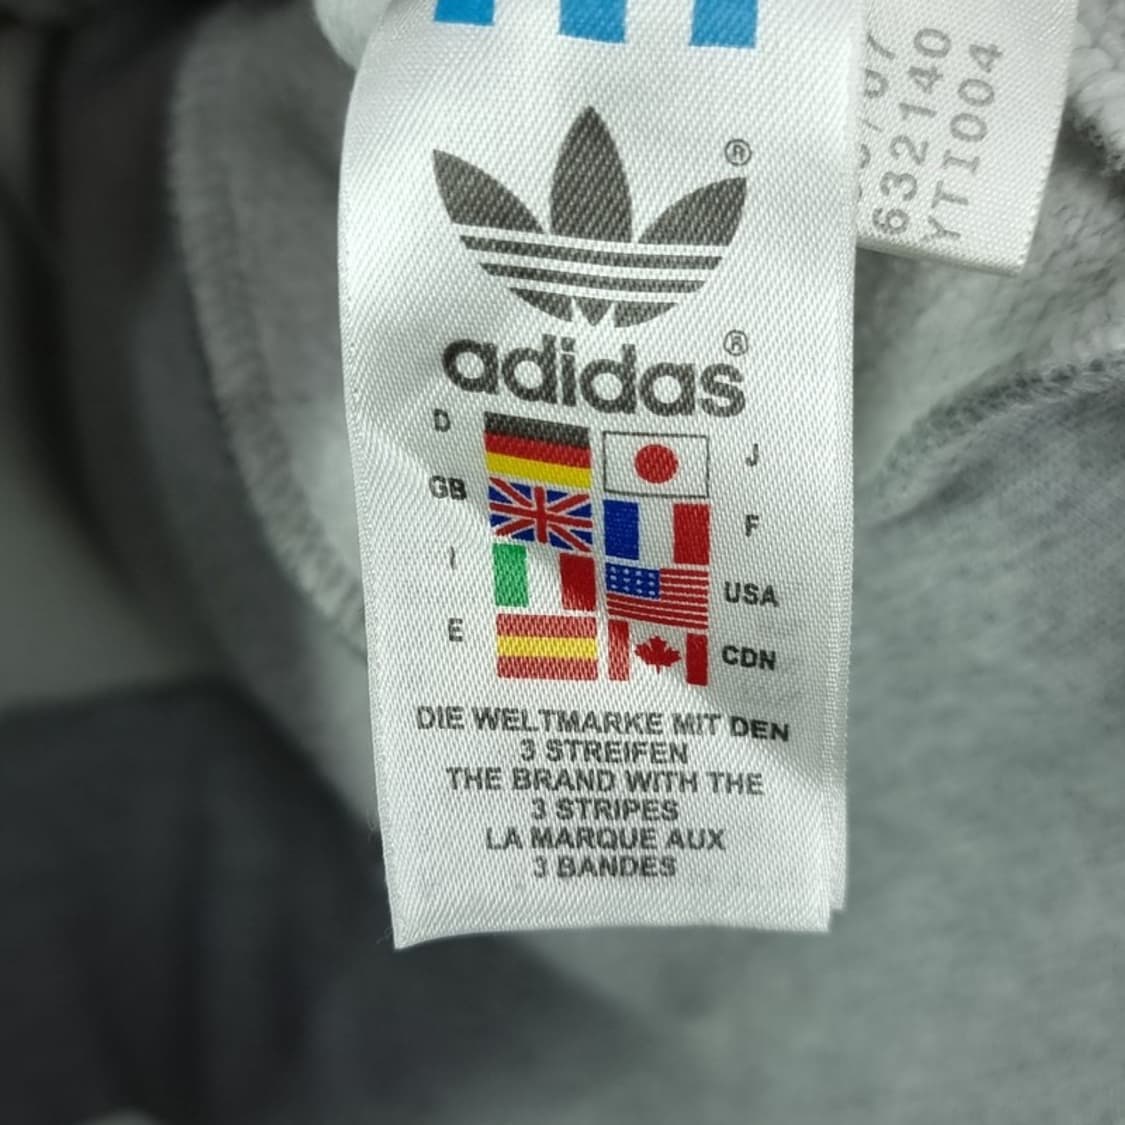 ®
adidas®
D
J
GB
F
I
USA
E
CDN
DIE WELTMARKE MIT DEN
3 STREIFEN
THE BRAND WITH THE
3 STRIPES
LA MARQUE AUX
3 BANDES
632140
YTI004